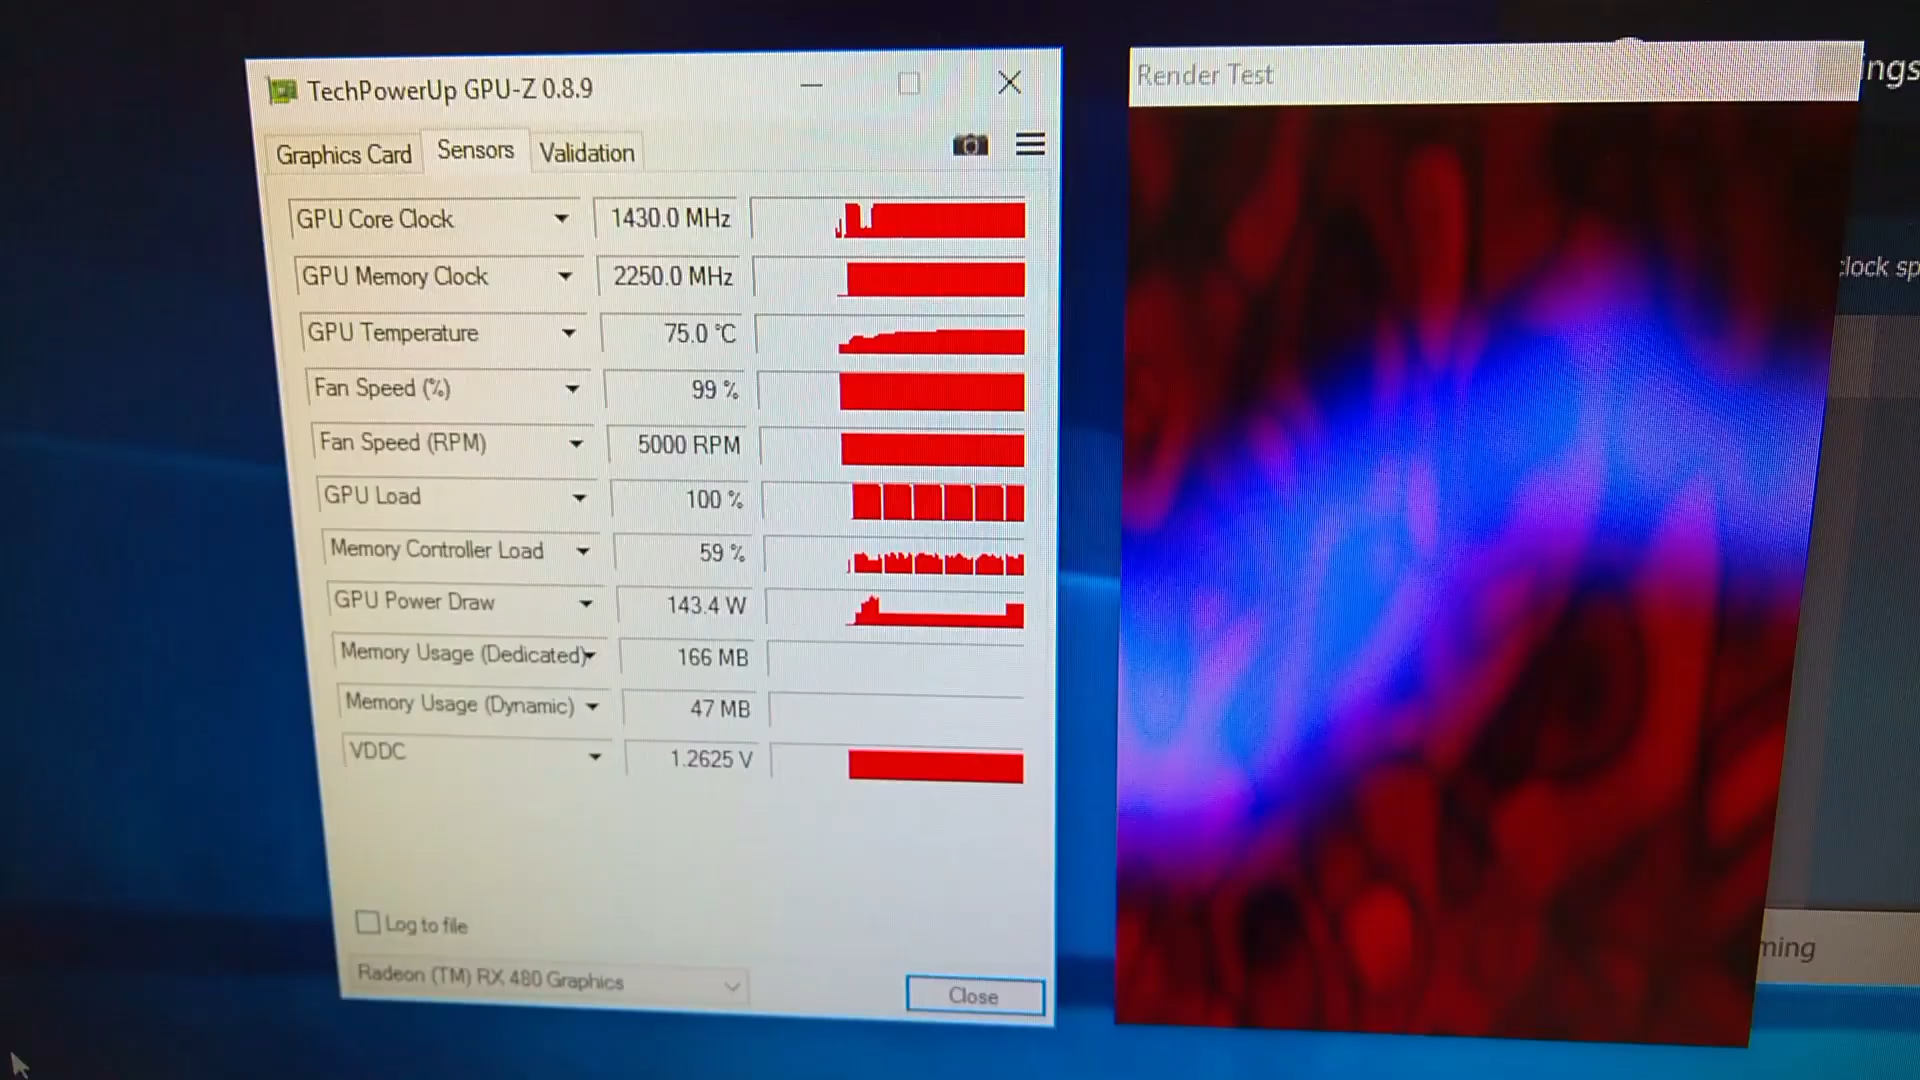 TechPowerUp GPU-Z 0.8.9
Graphics Card
Sensors
Validation
GPU Core Clock
1430.0 MHz
GPU Memory Clock
2250.0 MHz
GPU Temperature
75.0 °C
Fan Speed (%)
99 %
Fan Speed (RPM)
5000 RPM
GPU Load
100 %
Memory Controller Load
59 %
GPU Power Draw
143.4 W
Memory Usage (Dedicated)
166 MB
Memory Usage (Dynamic)
47 MB
VDDC
1.2625 V
Log to file
Radeon (TM) RX 480 Graphics
Close
Render Test
ings
clock sp
ming